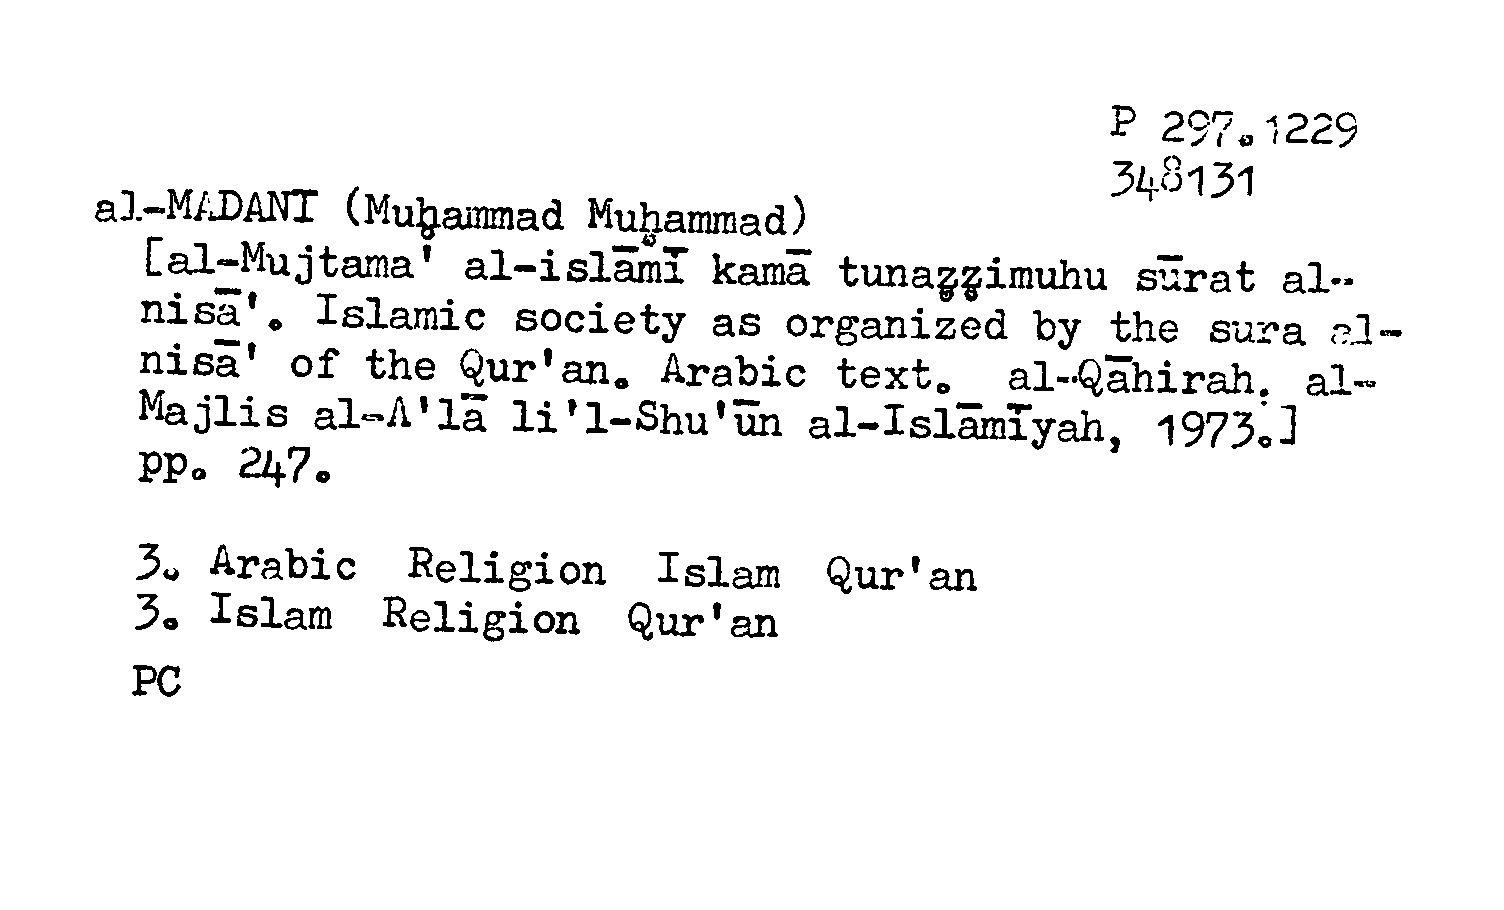 P 297.1229
348131
al-MADANĪ (Muḥammad Muḥammad)
[al-Mujtama' al-islāmī kamā tunaẓẓimuhu sūrat al-
nisā'. Islamic society as organized by the sura al-
nisā' of the Qur'an. Arabic text. al-Qāhirah. al-
Majlis al-A'lā li'l-Shu'ūn al-Islāmīyah, 1973.]
pp. 247.
3. Arabic Religion Islam Qur'an
3. Islam Religion Qur'an
PC